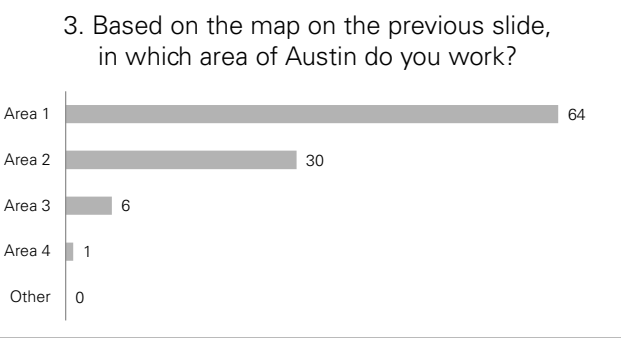 3. Based on the map on the previous slide,
in which area of Austin do you work?
Area 1 64
Area 2 30
Area 3 6
Area 4 1
Other 0